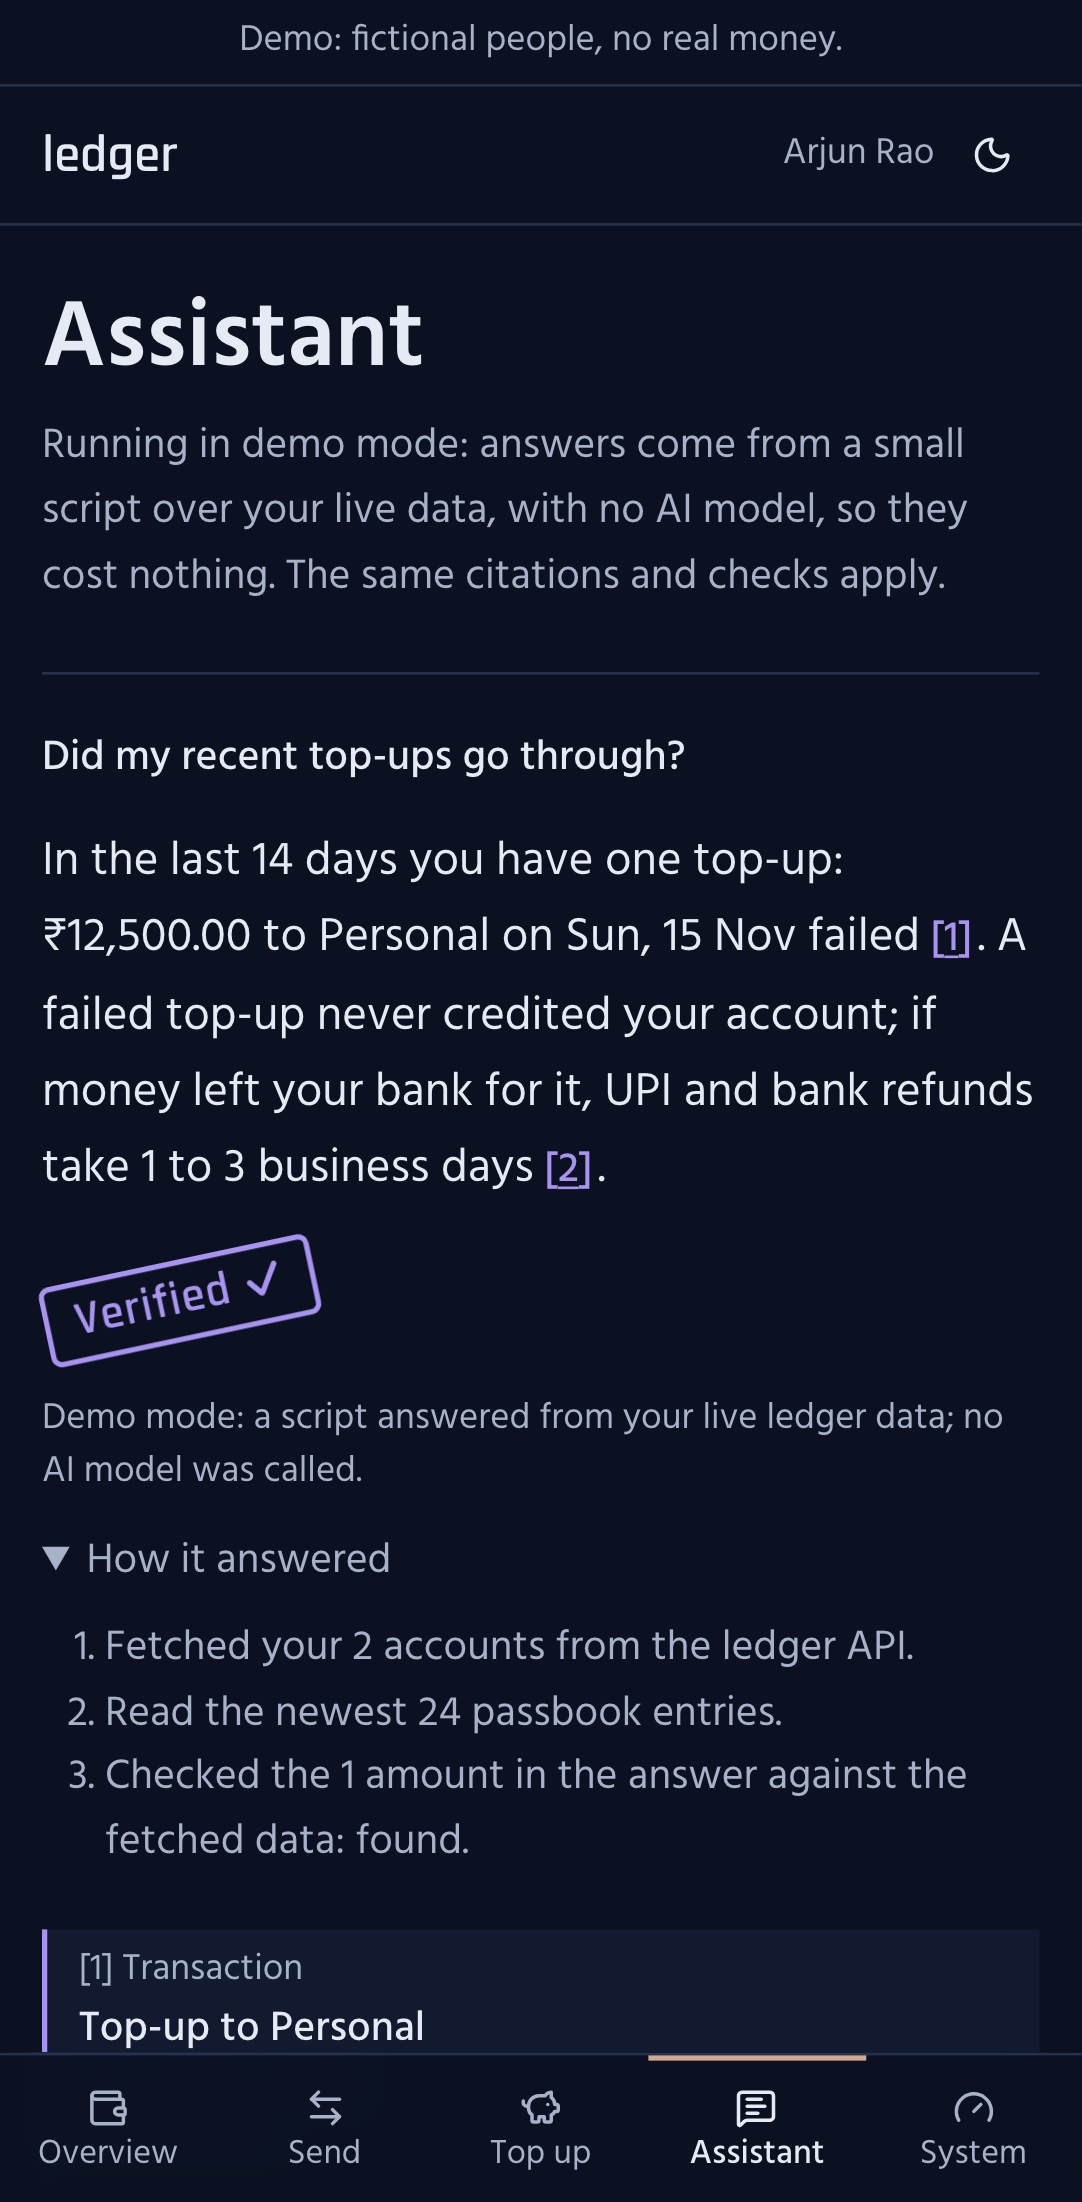 Demo: fictional people, no real money.
ledger
Arjun Rao
Assistant
Running in demo mode: answers come from a small
script over your live data, with no AI model, so they
cost nothing. The same citations and checks apply.
Did my recent top-ups go through?
In the last 14 days you have one top-up:
₹12,500.00 to Personal on Sun, 15 Nov failed [1]. A
failed top-up never credited your account; if
money left your bank for it, UPI and bank refunds
take 1 to 3 business days [2].
Verified ✓
Demo mode: a script answered from your live ledger data; no
AI model was called.
▼ How it answered
1. Fetched your 2 accounts from the ledger API.
2. Read the newest 24 passbook entries.
3. Checked the 1 amount in the answer against the
fetched data: found.
[1] Transaction
Top-up to Personal
Overview
Send
Top up
Assistant
System